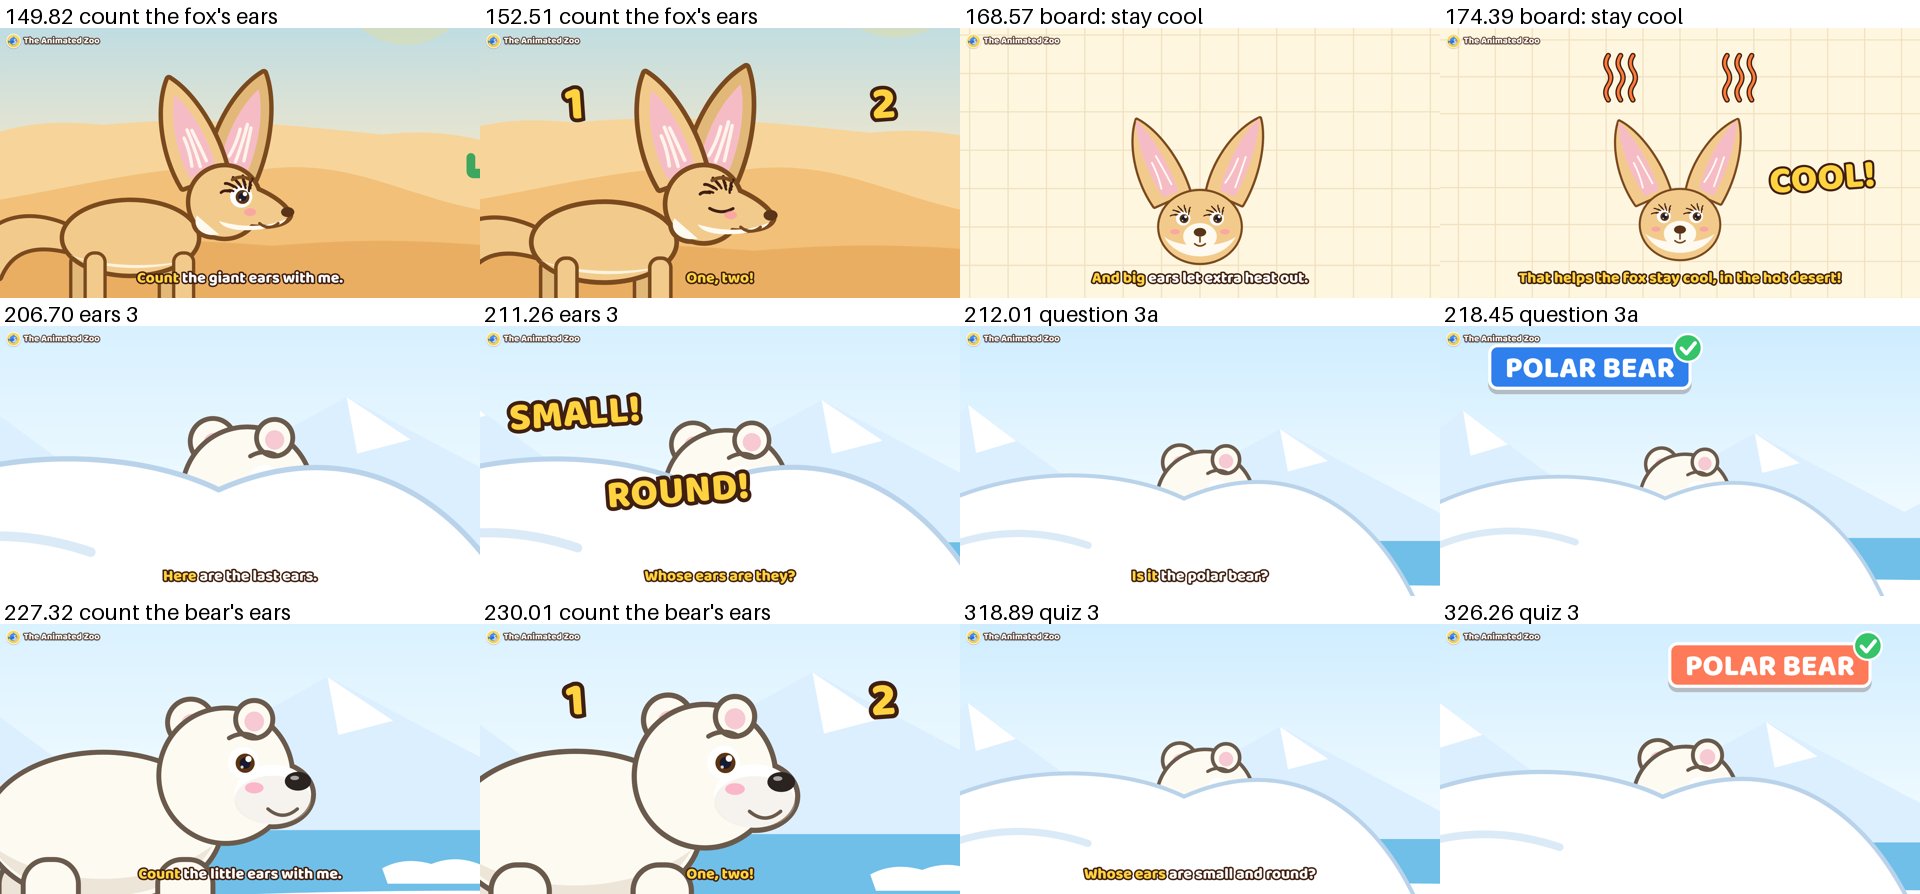 149.82 count the fox's ears
152.51 count the fox's ears
168.57 board: stay cool
174.39 board: stay cool
The Animated Zoo
Count the giant ears with me.
The Animated Zoo
1
2
One, two!
The Animated Zoo
And big ears let extra heat out.
The Animated Zoo
COOL!
That helps the fox stay cool, in the hot desert!
206.70 ears 3
211.26 ears 3
212.01 question 3a
218.45 question 3a
The Animated Zoo
Here are the last ears.
The Animated Zoo
SMALL!
ROUND!
Whose ears are they?
The Animated Zoo
Is it the polar bear?
The Animated Zoo
POLAR BEAR
227.32 count the bear's ears
230.01 count the bear's ears
318.89 quiz 3
326.26 quiz 3
The Animated Zoo
Count the little ears with me.
The Animated Zoo
1
2
One, two!
The Animated Zoo
Whose ears are small and round?
The Animated Zoo
POLAR BEAR